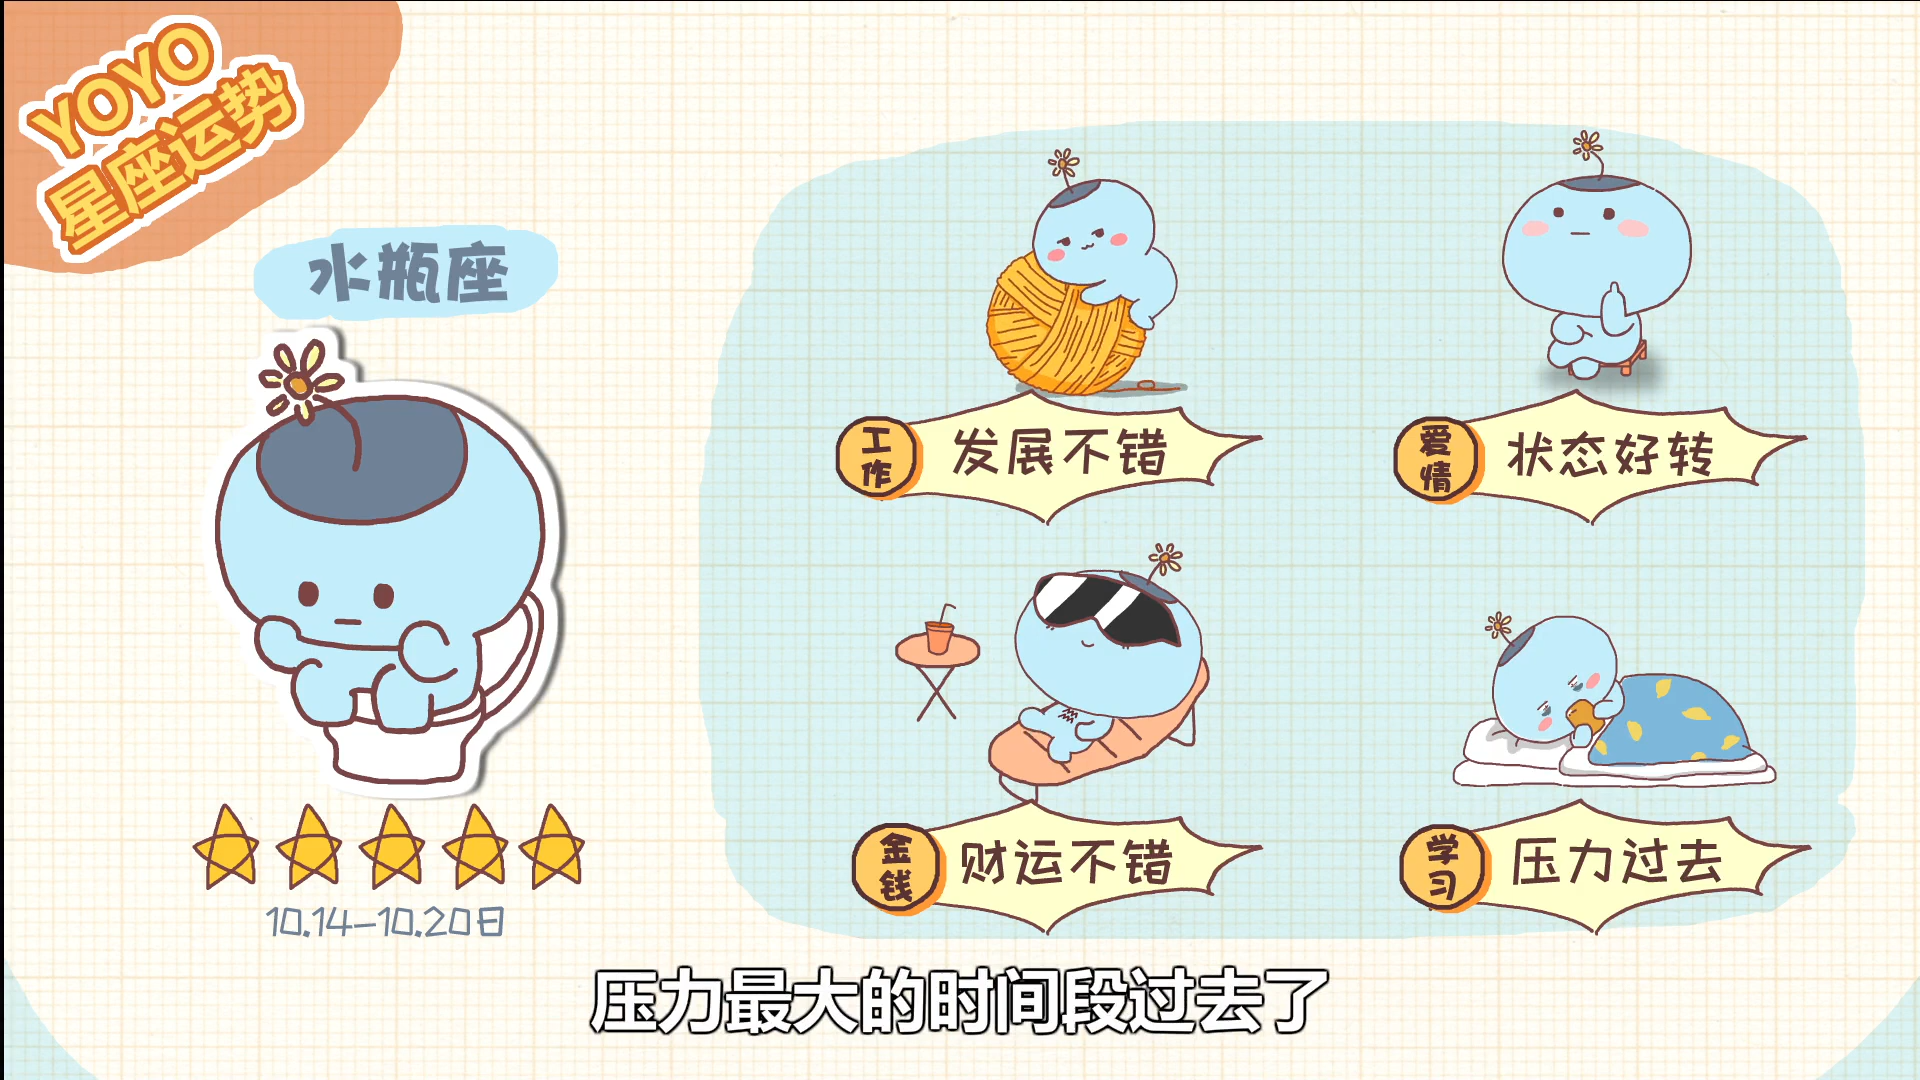 YOYO
星座运势
水瓶座
10.14-10.20日
工作
发展不错
爱情
状态好转
金钱
财运不错
学习
压力过去
压力最大的时间段过去了